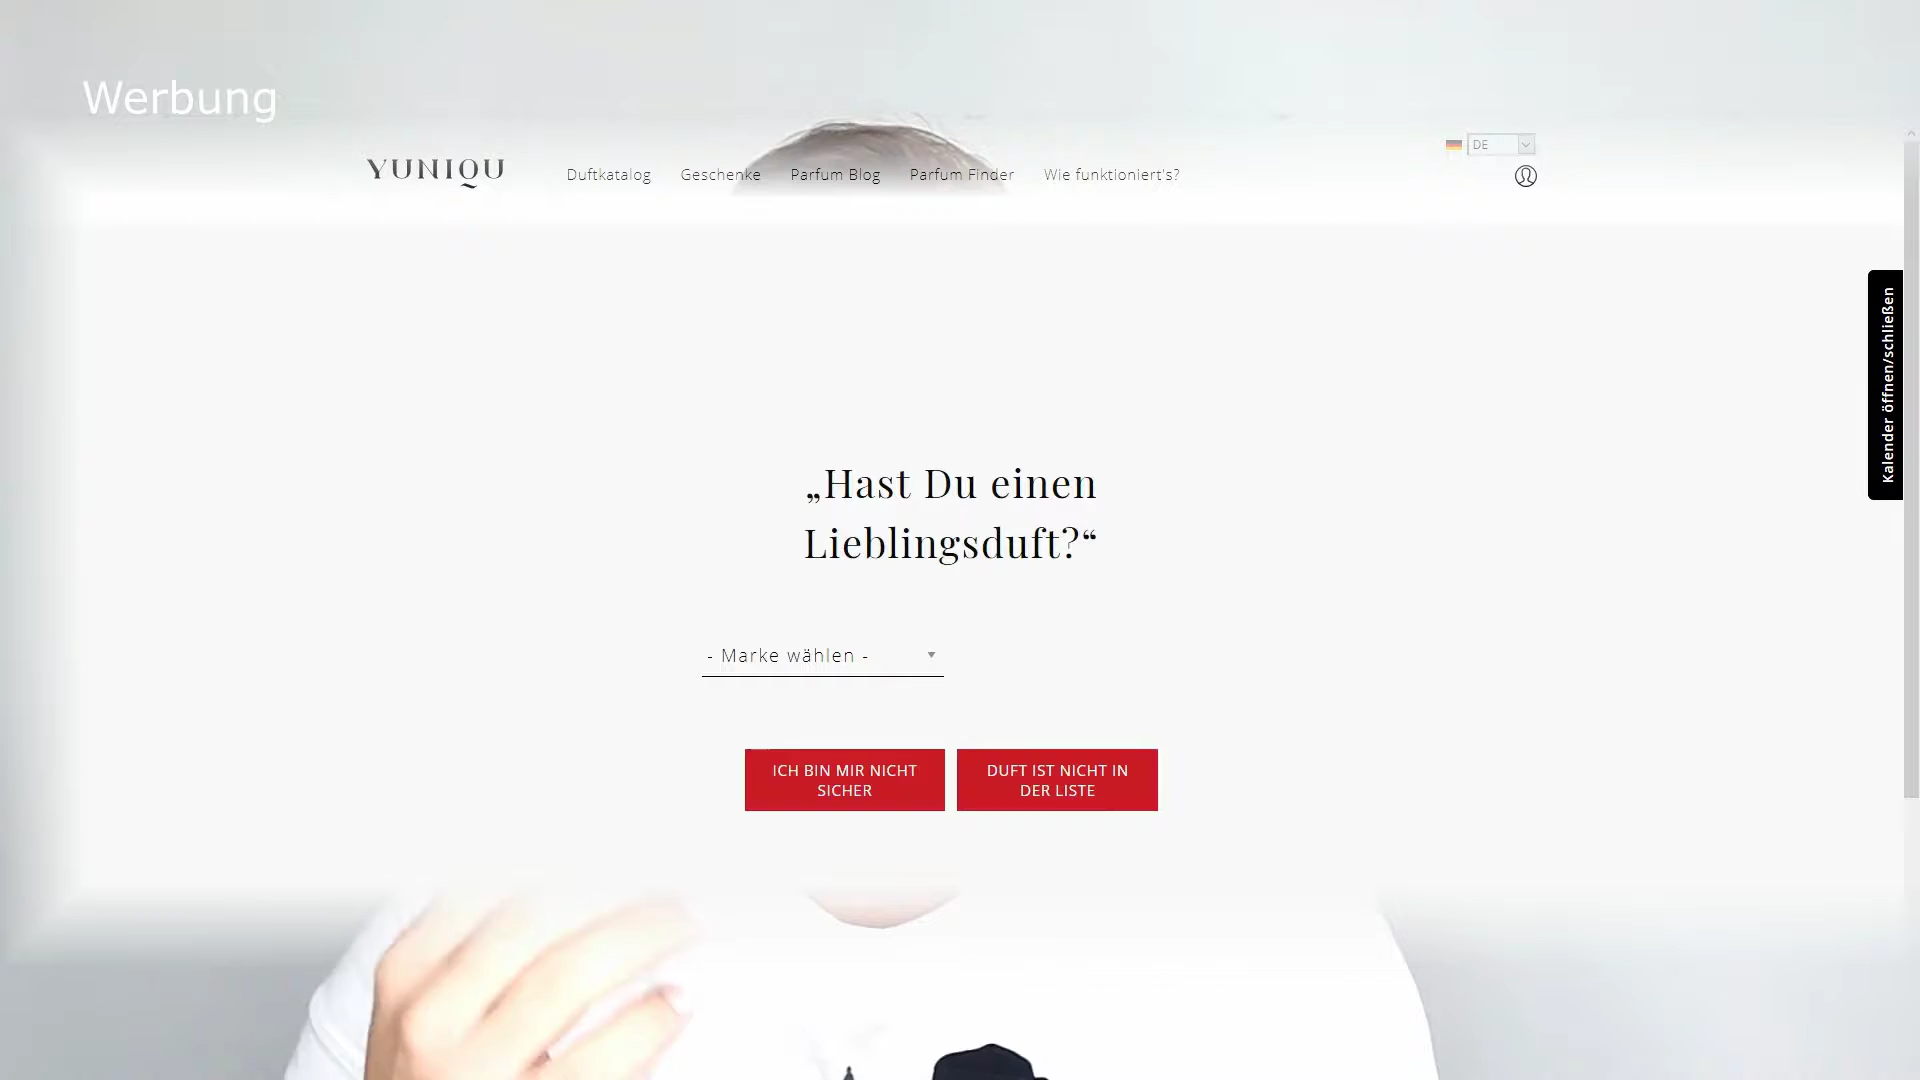 Werbung
DE
YUNIQU
Duftkatalog
Geschenke
Parfum Blog
Parfum Finder
Wie funktioniert's?
Kalender öffnen/schließen
„Hast Du einen
Lieblingsduft?“
- Marke wählen -
ICH BIN MIR NICHT
SICHER
DUFT IST NICHT IN
DER LISTE